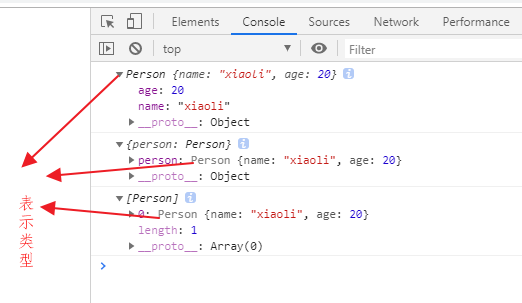 Elements Console Sources Network Performance
top Filter
Person {name: "xiaoli", age: 20} i
age: 20
name: "xiaoli"
__proto__: Object
{person: Person} i
person: Person {name: "xiaoli", age: 20}
__proto__: Object
[Person] i
0: Person {name: "xiaoli", age: 20}
length: 1
__proto__: Array(0)
表示类型